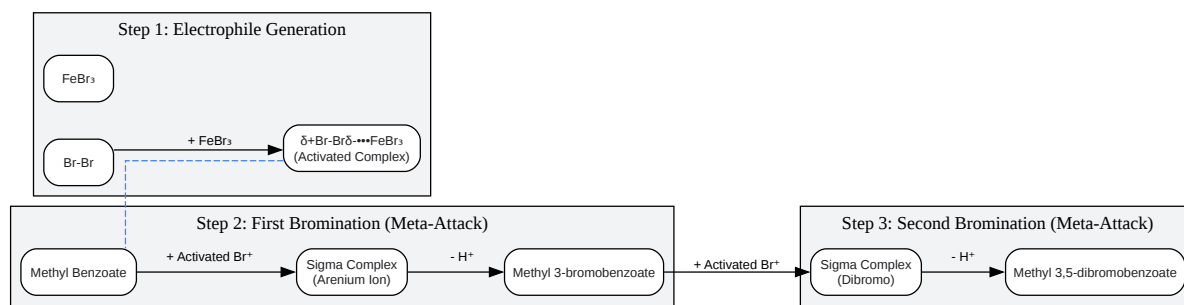 Step 1: Electrophile Generation
FeBr₃
Br-Br
+ FeBr₃
δ+Br-Brδ-•••FeBr₃
(Activated Complex)
Step 2: First Bromination (Meta-Attack)
Methyl Benzoate
+ Activated Br⁺
Sigma Complex
(Arenium Ion)
- H⁺
Methyl 3-bromobenzoate
+ Activated Br⁺
Step 3: Second Bromination (Meta-Attack)
Sigma Complex
(Dibromo)
- H⁺
Methyl 3,5-dibromobenzoate